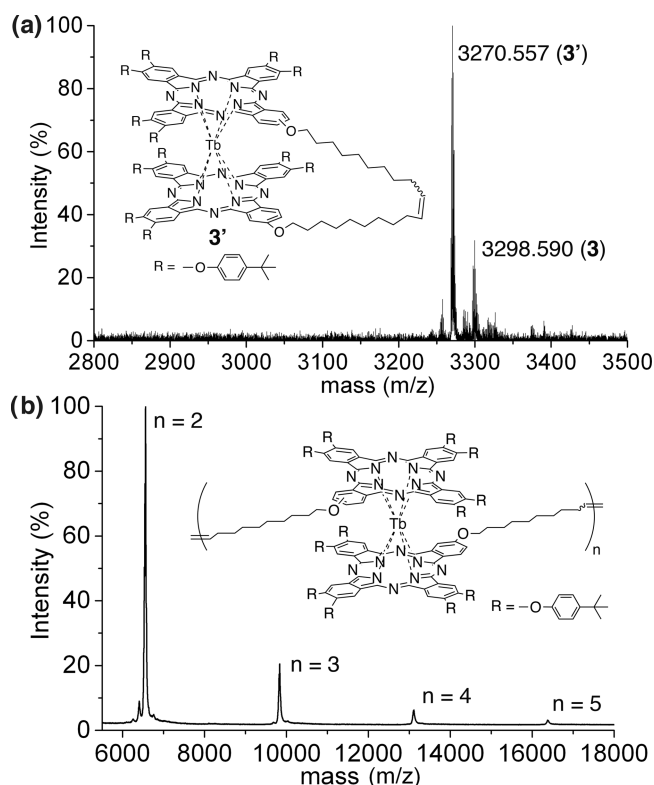 (a)
100
80
60
40
20
0
Intensity (%)
3270.557 (3')
3298.590 (3)
R R
R R
N
N N N N
N N N
N
O
R
R Tb R
R
N
N N N N
N N N
N
R
R
O
3'
R = O
2800 2900 3000 3100 3200 3300 3400 3500
mass (m/z)
(b)
100
80
60
40
20
0
Intensity (%)
n = 2
n = 3
n = 4
n = 5
R R
R R
N
N N N N
N N N
N
R
R
O
Tb
O
n
R
R
N
N N N N
N N N
N
R R
R R
R = O
6000 8000 10000 12000 14000 16000 18000
mass (m/z)